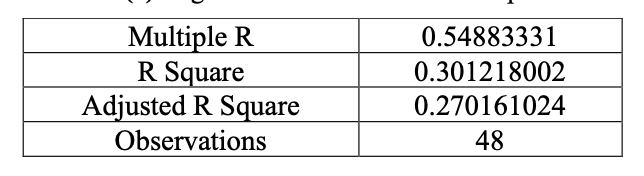 Multiple R 0.54883331
R Square 0.301218002
Adjusted R Square 0.270161024
Observations 48